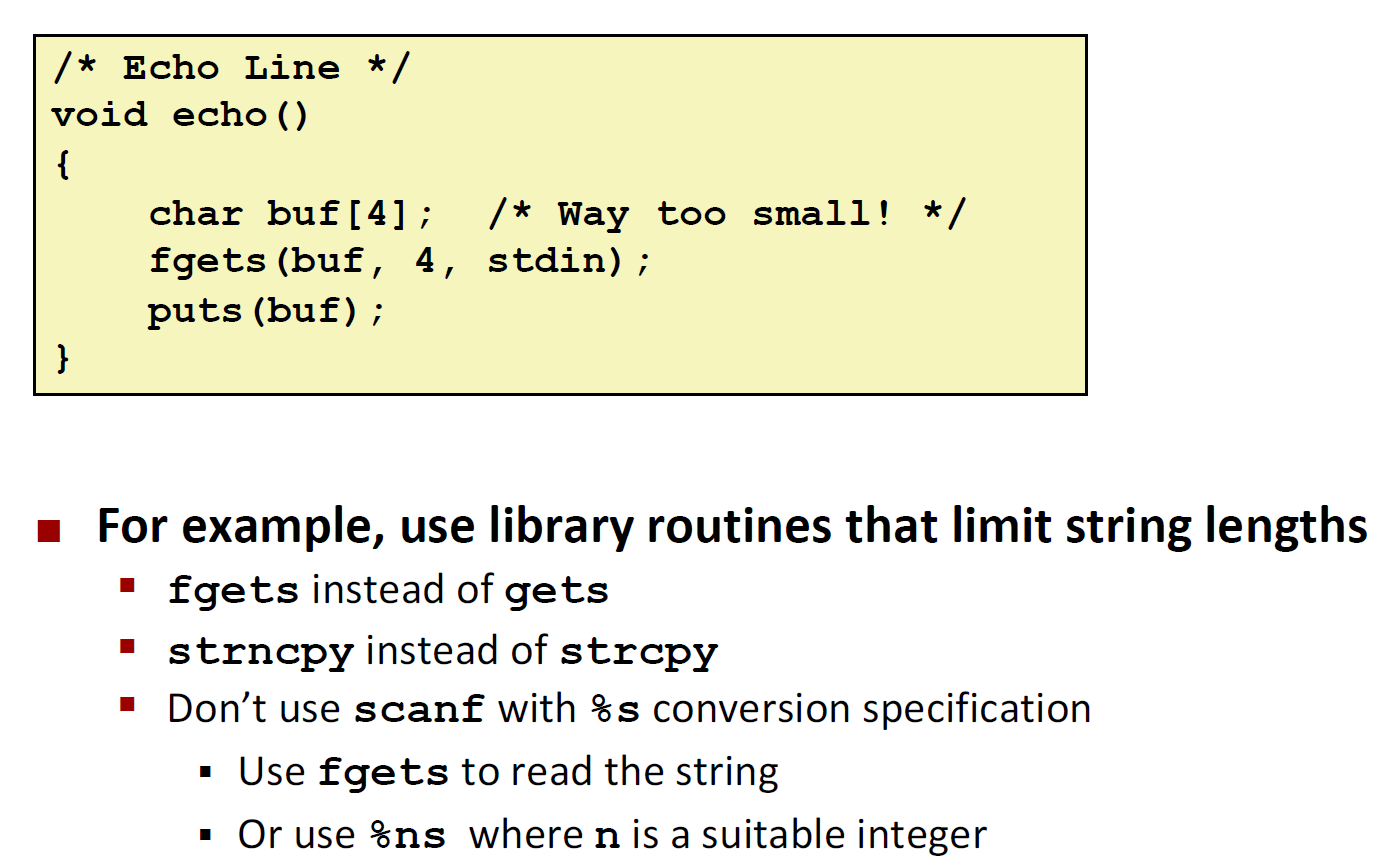 /* Echo Line */
void echo()
{
    char buf[4];  /* Way too small! */
    fgets(buf, 4, stdin);
    puts(buf);
}
■ For example, use library routines that limit string lengths
▪ fgets instead of gets
▪ strncpy instead of strcpy
▪ Don’t use scanf with %s conversion specification
▪ Use fgets to read the string
▪ Or use %ns where n is a suitable integer